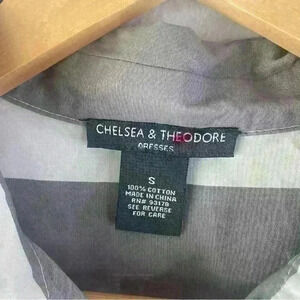 CHELSEA & THEODORE
DRESSES
S
100% COTTON
MADE IN CHINA
RN# 93178
SEE REVERSE
FOR CARE